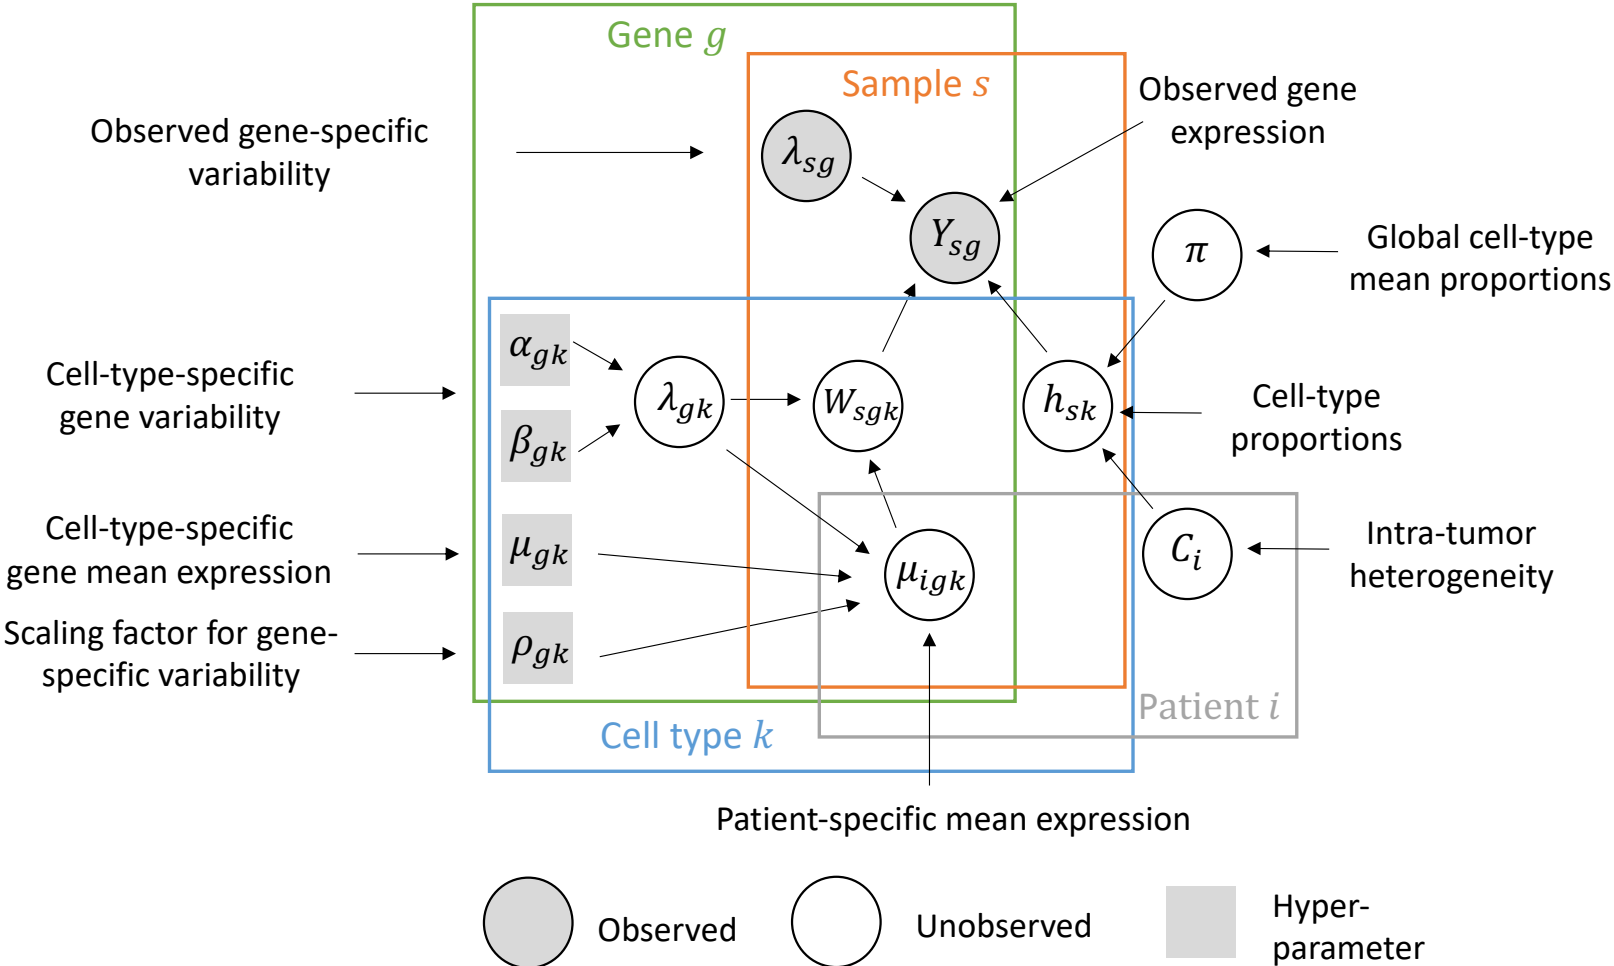 Gene g
Sample s
Observed gene-specific
variability
λsg
Observed gene
expression
Ysg
π
Global cell-type
mean proportions
Cell-type-specific
gene variability
αgk
βgk
λgk
Wsgk
hsk
Cell-type
proportions
Cell-type-specific
gene mean expression
μgk
μigk
Ci
Intra-tumor
heterogeneity
Scaling factor for gene-
specific variability
ρgk
Patient i
Cell type k
Patient-specific mean expression
Observed
Unobserved
Hyper-
parameter